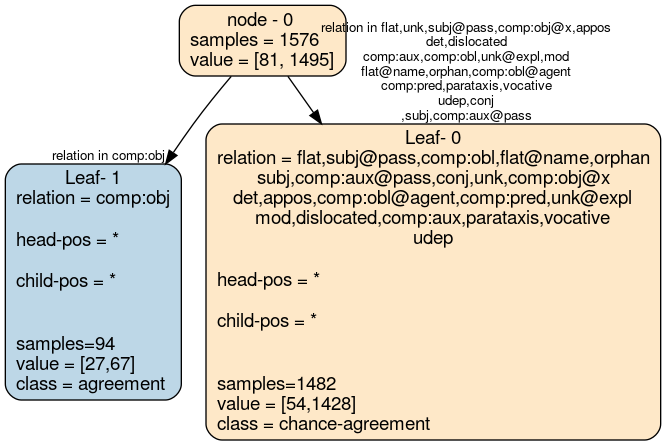 node - 0
samples = 1576
value = [81, 1495]
relation in flat,unk,subj@pass,comp:obj@x,appos
det,dislocated
comp:aux,comp:obl,unk@expl,mod
flat@name,orphan,comp:obl@agent
comp:pred,parataxis,vocative
udep,conj
,subj,comp:aux@pass
relation in comp:obj
Leaf- 1
relation = comp:obj
head-pos = *
child-pos = *
samples=94
value = [27,67]
class = agreement
Leaf- 0
relation = flat,subj@pass,comp:obl,flat@name,orphan
subj,comp:aux@pass,conj,unk,comp:obj@x
det,appos,comp:obl@agent,comp:pred,unk@expl
mod,dislocated,comp:aux,parataxis,vocative
udep
head-pos = *
child-pos = *
samples=1482
value = [54,1428]
class = chance-agreement